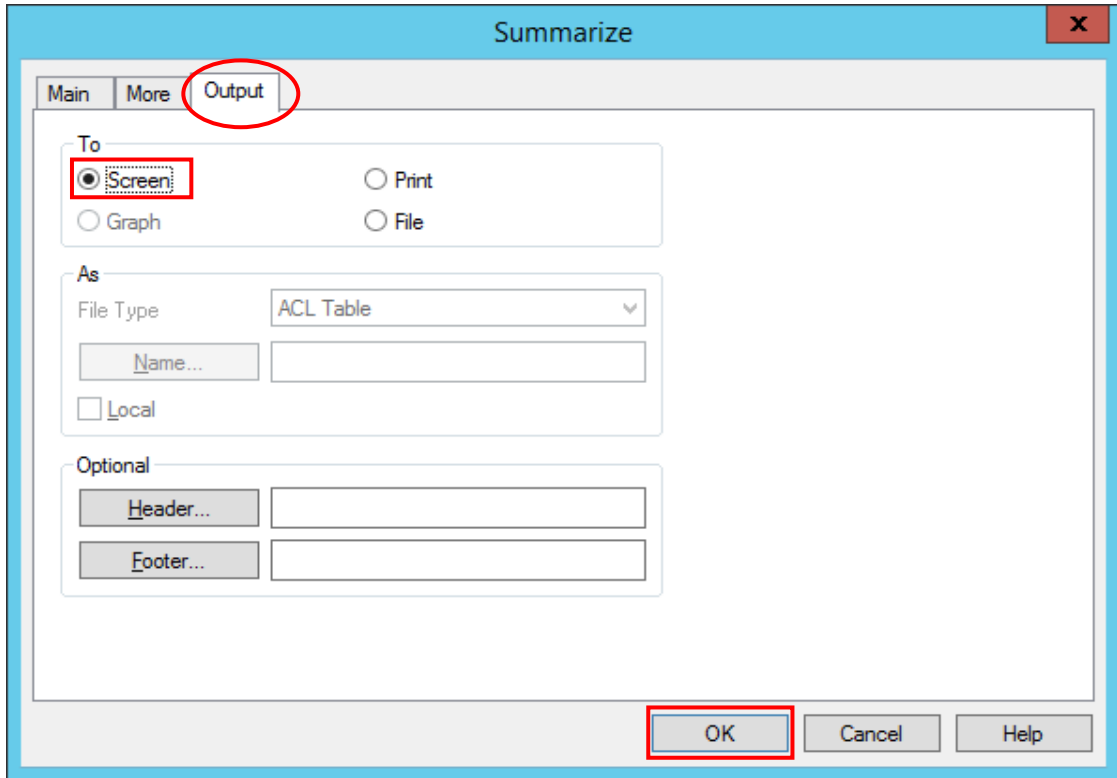 Summarize
x
Main More Output
To
Screen Print
Graph File
As
File Type ACL Table
Name...
Local
Optional
Header...
Footer...
OK Cancel Help